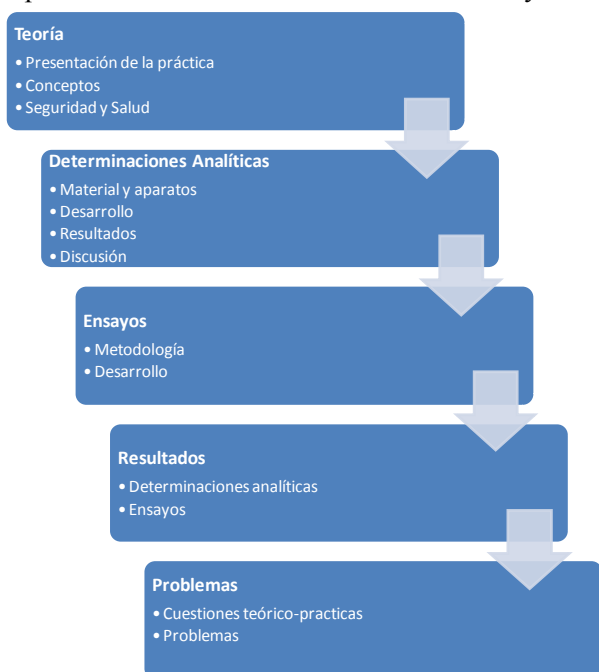 Teoría
• Presentación de la práctica
• Conceptos
• Seguridad y Salud
Determinaciones Analíticas
• Material y aparatos
• Desarrollo
• Resultados
• Discusión
Ensayos
• Metodología
• Desarrollo
Resultados
• Determinaciones analíticas
• Ensayos
Problemas
• Cuestiones teórico-practicas
• Problemas